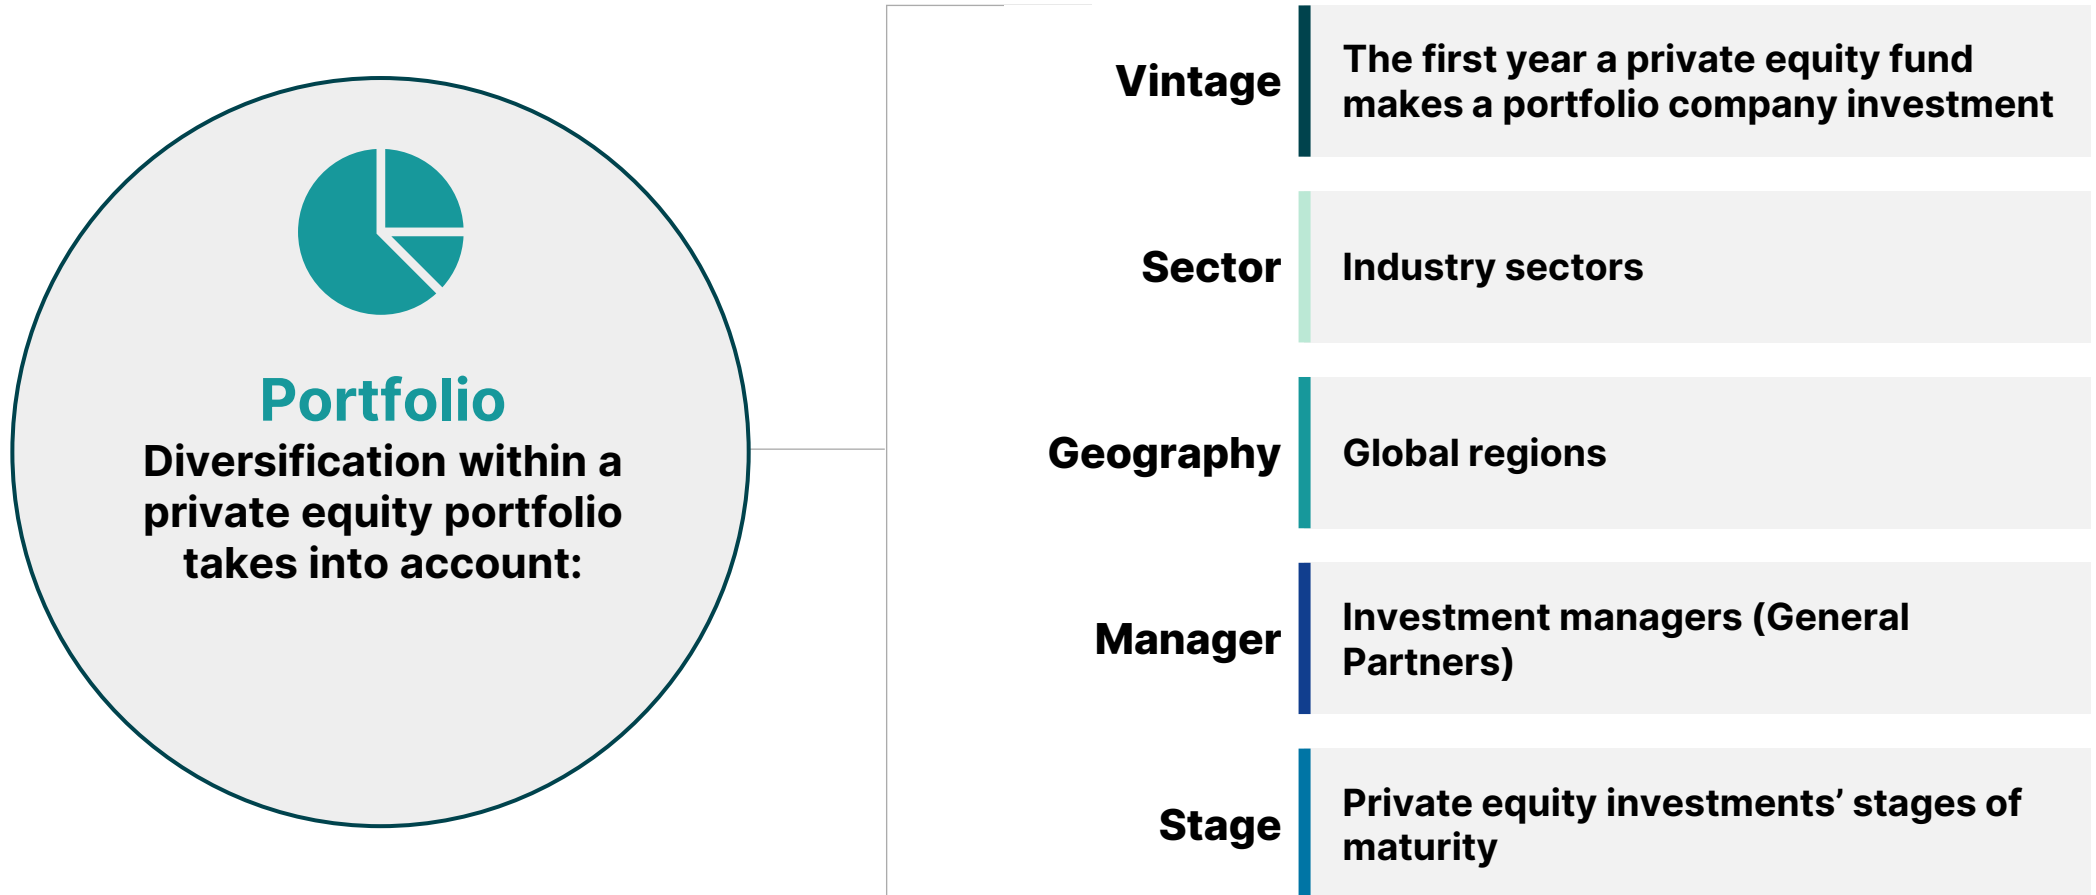 Portfolio
Diversification within a
private equity portfolio
takes into account:
Vintage
The first year a private equity fund
makes a portfolio company investment
Sector
Industry sectors
Geography
Global regions
Manager
Investment managers (General
Partners)
Stage
Private equity investments’ stages of
maturity